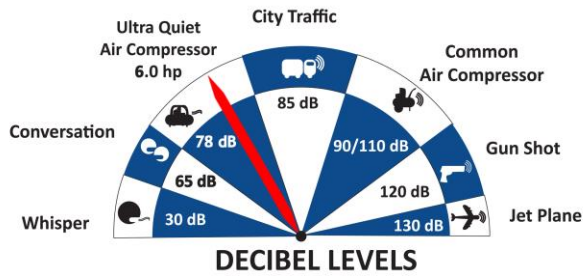 City Traffic
Ultra Quiet
Air Compressor
6.0 hp
Common
Air Compressor
Conversation
Gun Shot
Whisper
Jet Plane
85 dB
78 dB
90/110 dB
65 dB
120 dB
30 dB
130 dB
DECIBEL LEVELS